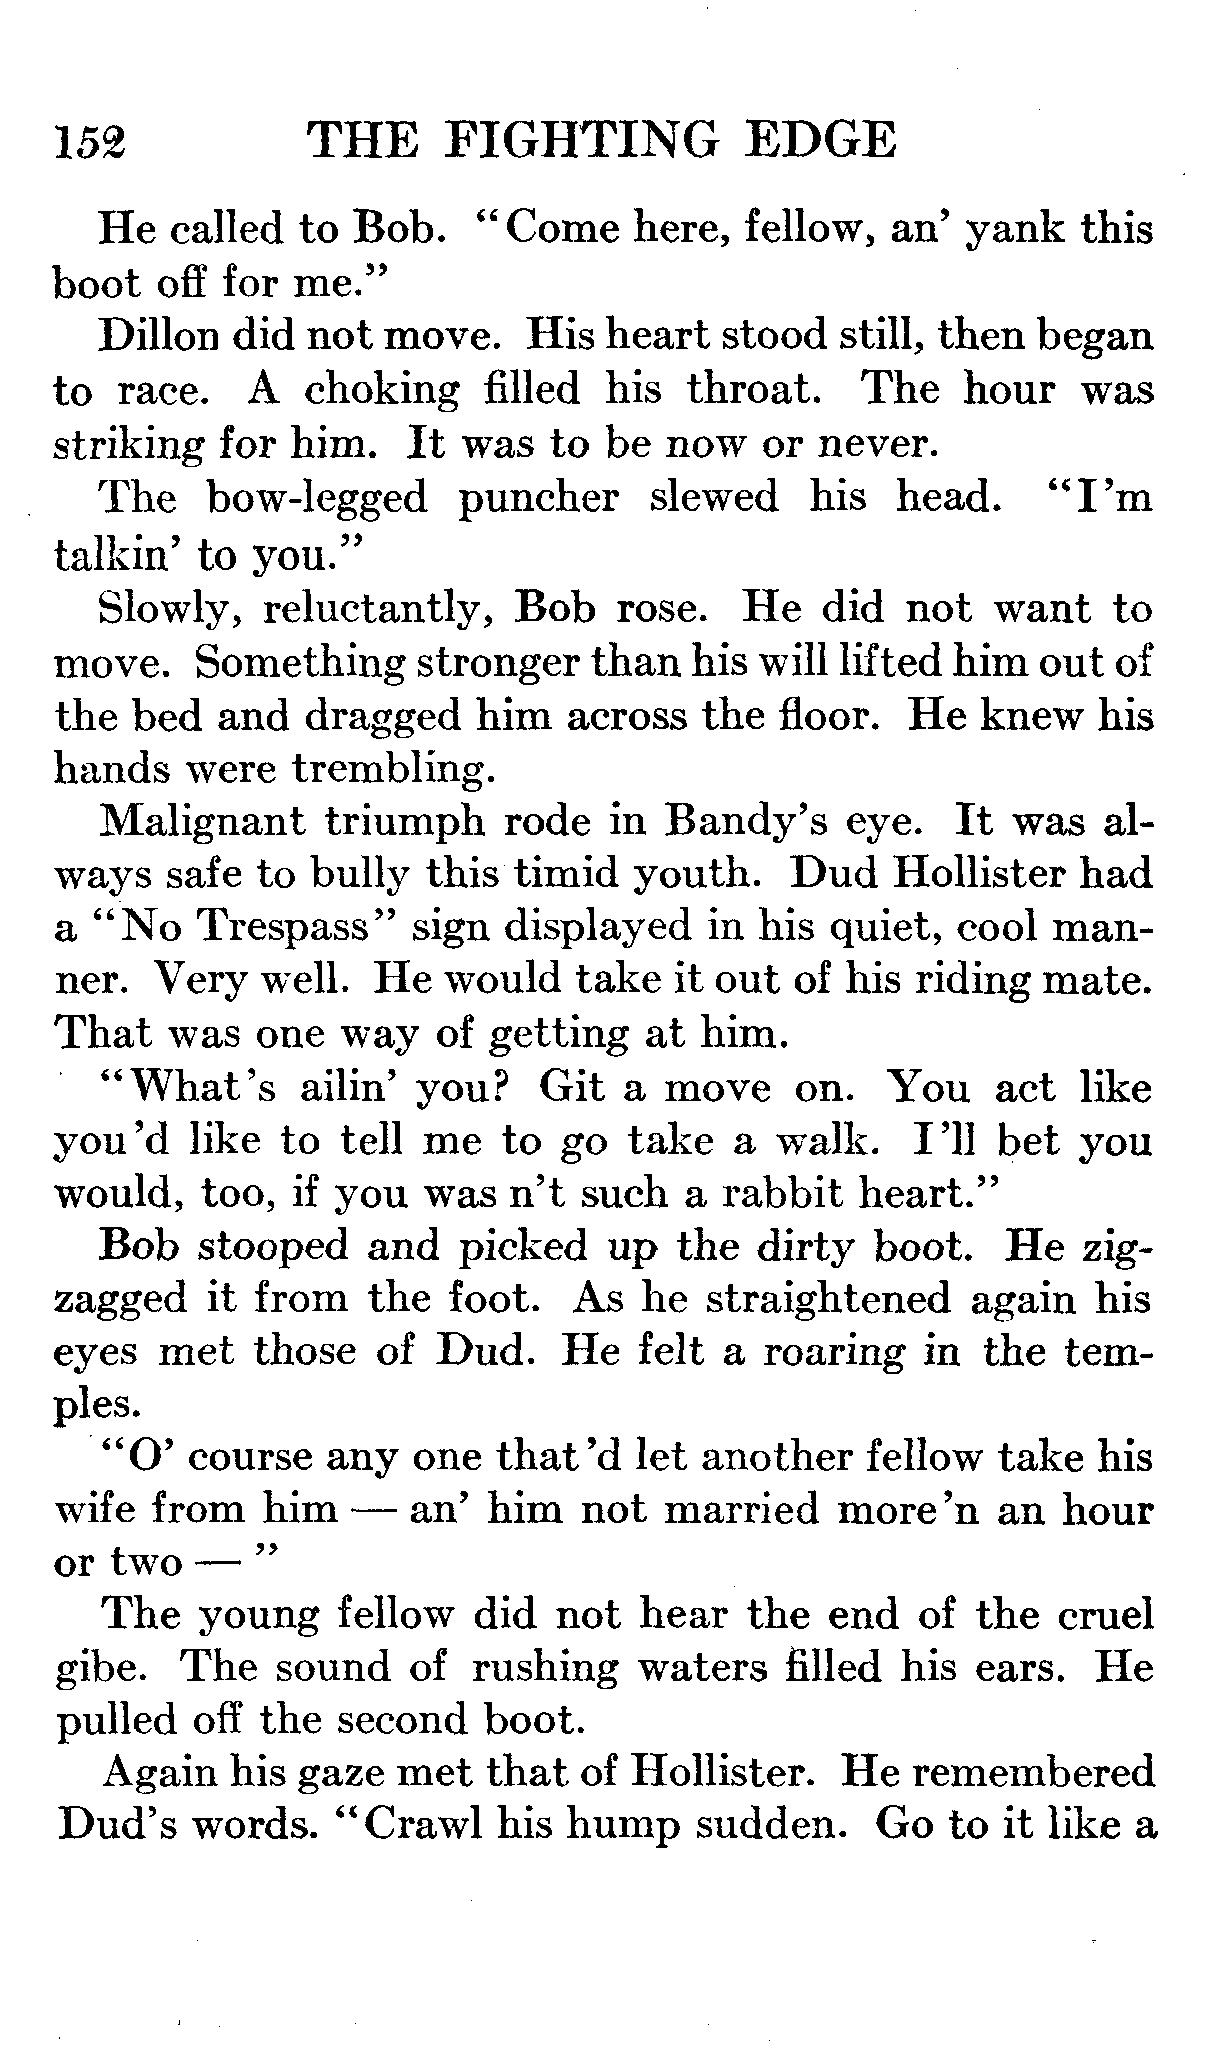 152 THE FIGHTING EDGE
He called to Bob. “Come here, fellow, an’ yank this
boot off for me.”
Dillon did not move. His heart stood still, then began
to race. A choking filled his throat. The hour was
striking for him. It was to be now or never.
The bow-legged puncher slewed his head. “I’m
talkin’ to you.”
Slowly, reluctantly, Bob rose. He did not want to
move. Something stronger than his will lifted him out of
the bed and dragged him across the floor. He knew his
hands were trembling.
Malignant triumph rode in Bandy’s eye. It was al-
ways safe to bully this timid youth. Dud Hollister had
a “No Trespass” sign displayed in his quiet, cool man-
ner. Very well. He would take it out of his riding mate.
That was one way of getting at him.
“What’s ailin’ you? Git a move on. You act like
you’d like to tell me to go take a walk. I’ll bet you
would, too, if you was n’t such a rabbit heart.”
Bob stooped and picked up the dirty boot. He zig-
zagged it from the foot. As he straightened again his
eyes met those of Dud. He felt a roaring in the tem-
ples.
“O’ course any one that’d let another fellow take his
wife from him — an’ him not married more’n an hour
or two — ”
The young fellow did not hear the end of the cruel
gibe. The sound of rushing waters filled his ears. He
pulled off the second boot.
Again his gaze met that of Hollister. He remembered
Dud’s words. “Crawl his hump sudden. Go to it like a